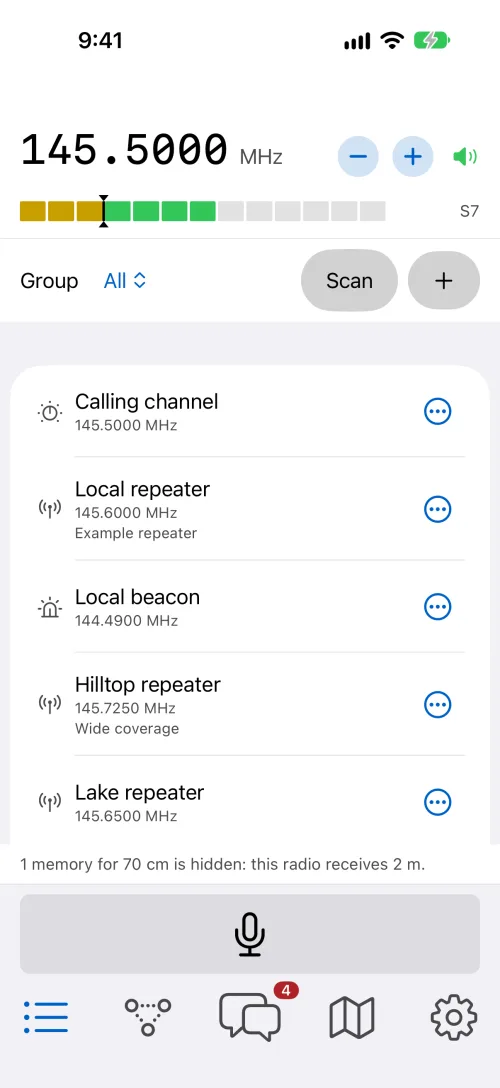 9:41
145.5000 MHz
S7
Group All Scan
Calling channel
145.5000 MHz
Local repeater
145.6000 MHz
Example repeater
Local beacon
144.4900 MHz
Hilltop repeater
145.7250 MHz
Wide coverage
Lake repeater
145.6500 MHz
1 memory for 70 cm is hidden: this radio receives 2 m.
4